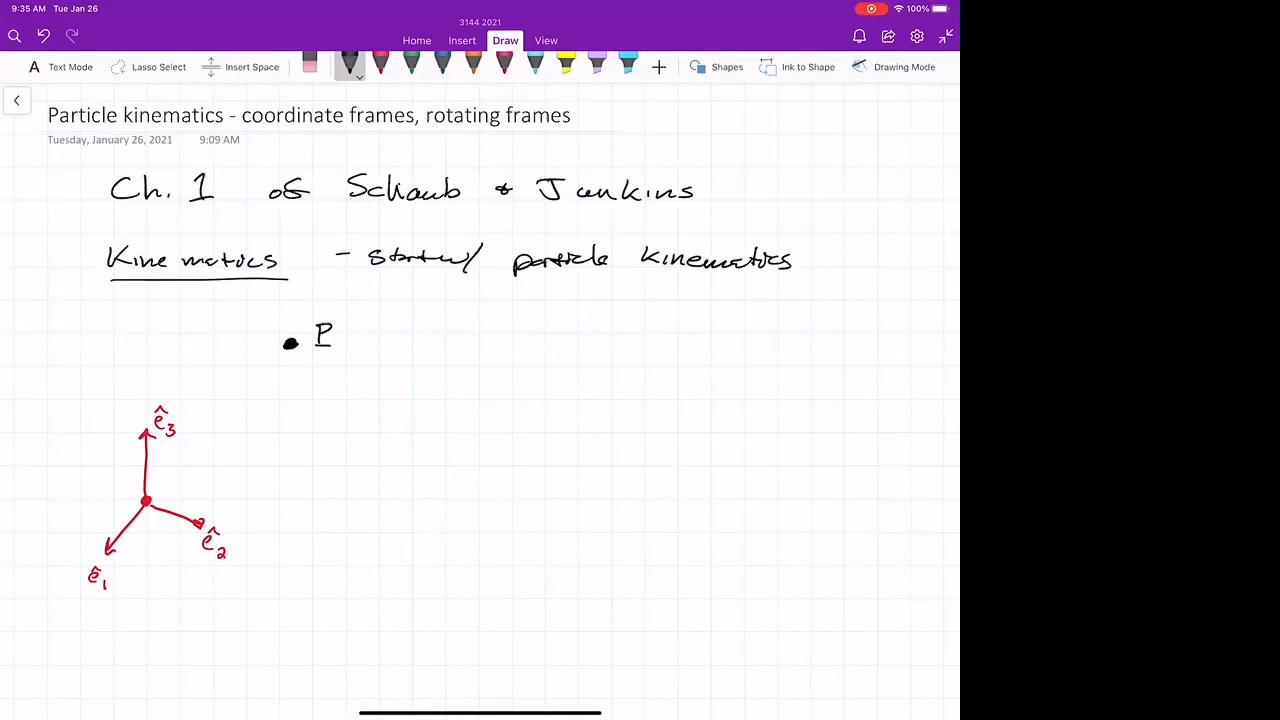 9:35 AM Tue Jan 26 100%
3144 2021
Home Insert Draw View
A Text Mode Lasso Select Insert Space Shapes Ink to Shape Drawing Mode
Particle kinematics - coordinate frames, rotating frames
Tuesday, January 26, 2021 9:09 AM
Ch. 1 of Schaub & Junkins
Kinematics - start w/ particle kinematics
P
ê3
ê2
ê1